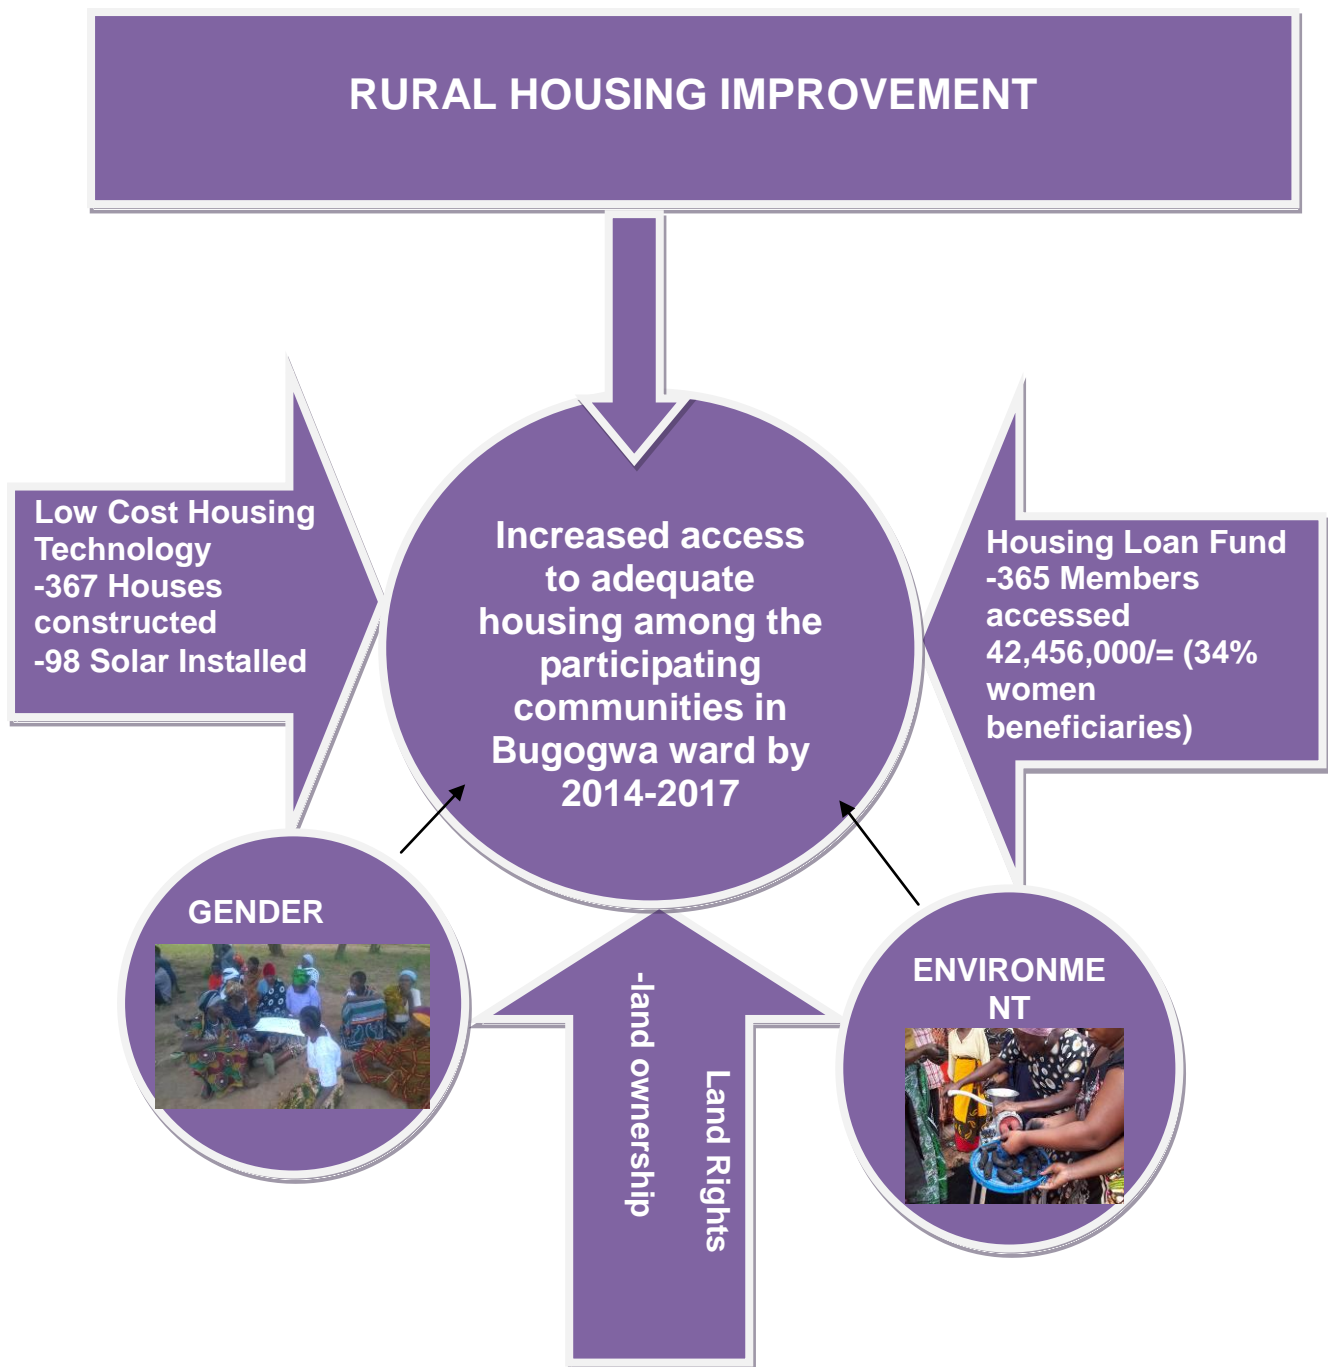 RURAL HOUSING IMPROVEMENT
Low Cost Housing
Technology
-367 Houses
constructed
-98 Solar Installed
Increased access
to adequate
housing among the
participating
communities in
Bugogwa ward by
2014-2017
Housing Loan Fund
-365 Members
accessed
42,456,000/= (34%
women
beneficiaries)
GENDER
Land Rights
-land ownership
ENVIRONME
NT